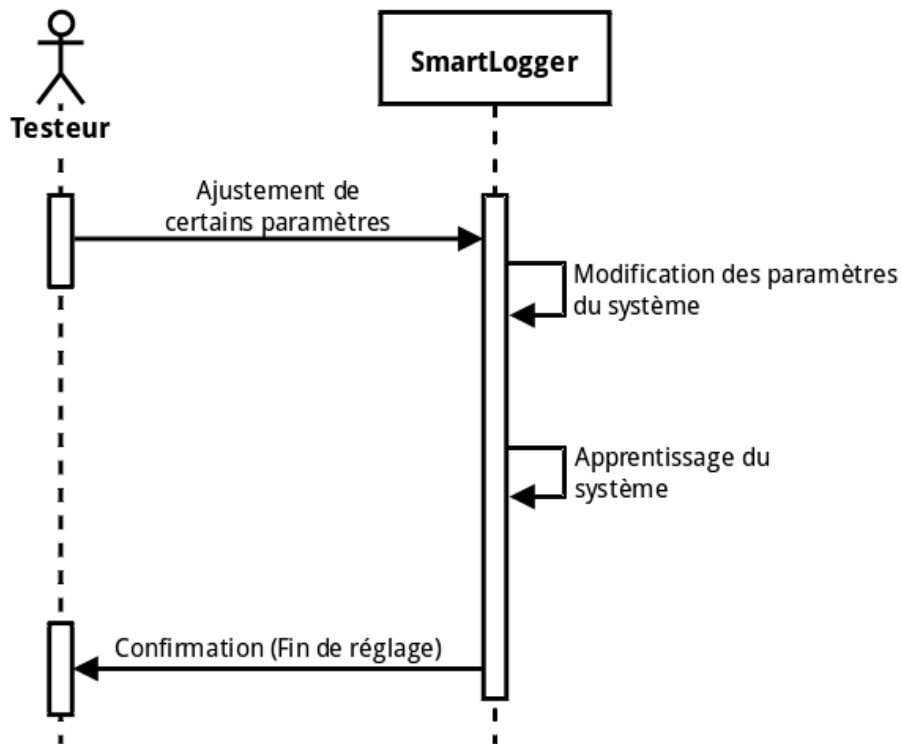 SmartLogger
Testeur
Ajustement de
certains paramètres
Modification des paramètres
du système
Apprentissage du
système
Confirmation (Fin de réglage)